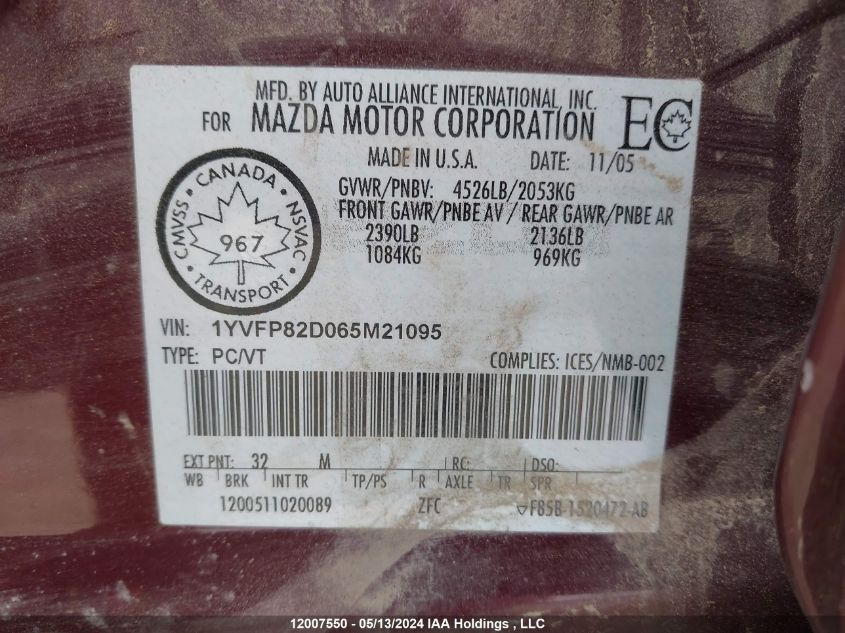 MFD. BY AUTO ALLIANCE INTERNATIONAL, INC.
FOR MAZDA MOTOR CORPORATION
EC
MADE IN U.S.A. DATE: 11/05
GVWR/PNBV: 4526LB/2053KG
FRONT GAWR/PNBE AV / REAR GAWR/PNBE AR
2390LB 2136LB
1084KG 969KG
CANADA
CMVSS NSVAC
967
TRANSPORT
VIN: 1YVFP82D065M21095
TYPE: PC/VT COMPLIES: ICES/NMB-002
EXT PNT: 32 M RC: DSO:
WB BRK INT TR TP/PS R AXLE TR SPR
1200511020089 ZFC F85B-1520472-AB
12007550 - 05/13/2024 IAA Holdings , LLC